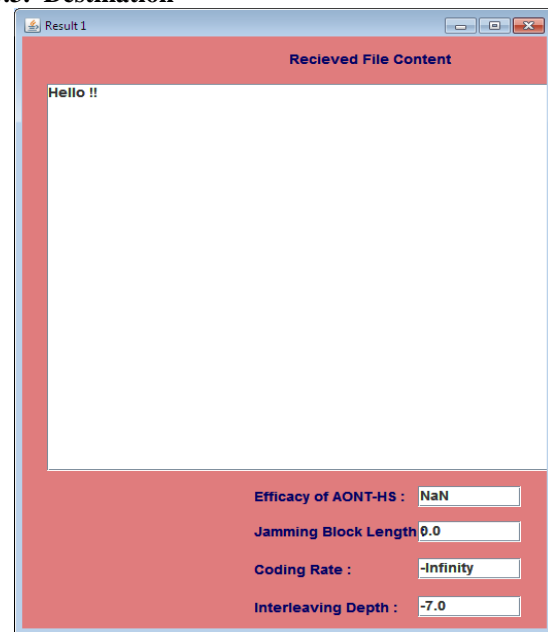 Result 1
Recieved File Content
Hello !!
Efficacy of AONT-HS : NaN
Jamming Block Length 0.0
Coding Rate : -Infinity
Interleaving Depth : -7.0